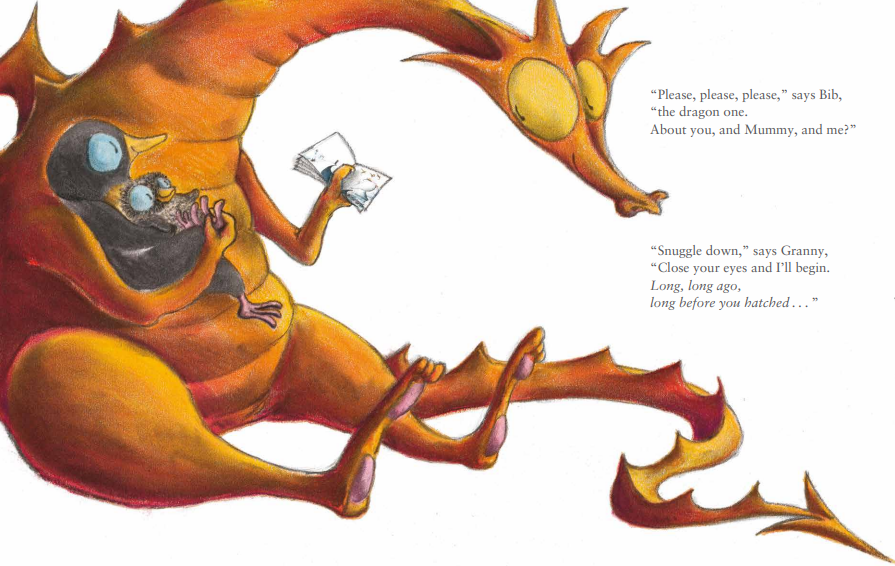 “Please, please, please,” says Bib,
“the dragon one.
About you, and Mummy, and me?”
“Snuggle down,” says Granny,
“Close your eyes and I’ll begin.
Long, long ago,
long before you hatched . . . ”